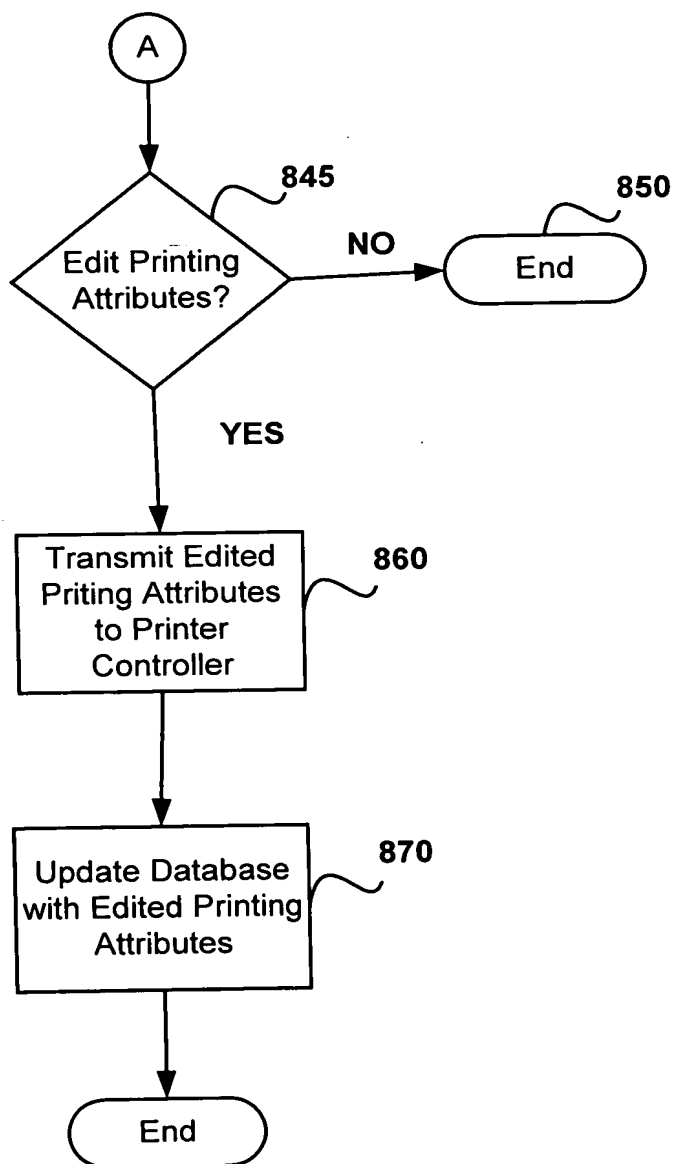 A
845
Edit Printing
Attributes?
NO
850
End
YES
Transmit Edited
Priting Attributes
to Printer
Controller
860
Update Database
with Edited Printing
Attributes
870
End